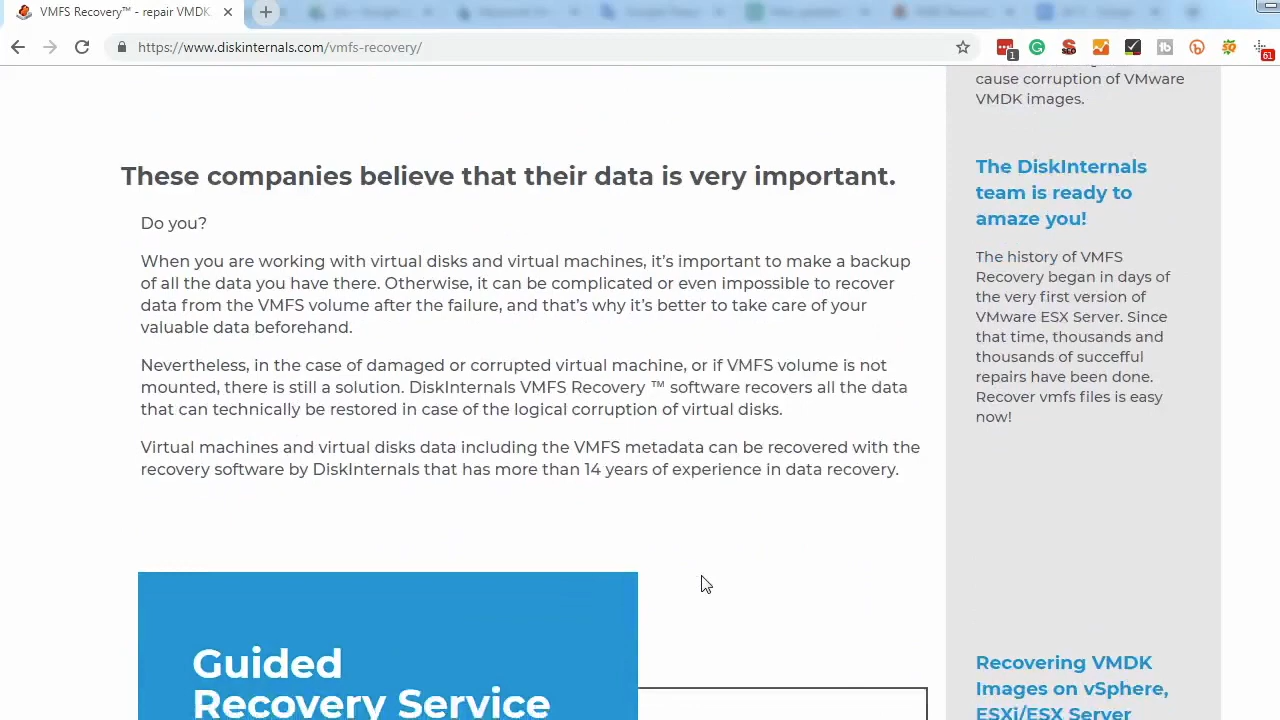 VMFS Recovery™ - repair VMDK
https://www.diskinternals.com/vmfs-recovery/
1
61
cause corruption of VMware
VMDK images.
These companies believe that their data is very important.
Do you?
When you are working with virtual disks and virtual machines, it's important to make a backup
of all the data you have there. Otherwise, it can be complicated or even impossible to recover
data from the VMFS volume after the failure, and that's why it's better to take care of your
valuable data beforehand.
Nevertheless, in the case of damaged or corrupted virtual machine, or if VMFS volume is not
mounted, there is still a solution. DiskInternals VMFS Recovery ™ software recovers all the data
that can technically be restored in case of the logical corruption of virtual disks.
Virtual machines and virtual disks data including the VMFS metadata can be recovered with the
recovery software by DiskInternals that has more than 14 years of experience in data recovery.
Guided
Recovery Service
The DiskInternals
team is ready to
amaze you!
The history of VMFS
Recovery began in days of
the very first version of
VMware ESX Server. Since
that time, thousands and
thousands of succefful
repairs have been done.
Recover vmfs files is easy
now!
Recovering VMDK
Images on vSphere,
ESXi/ESX Server